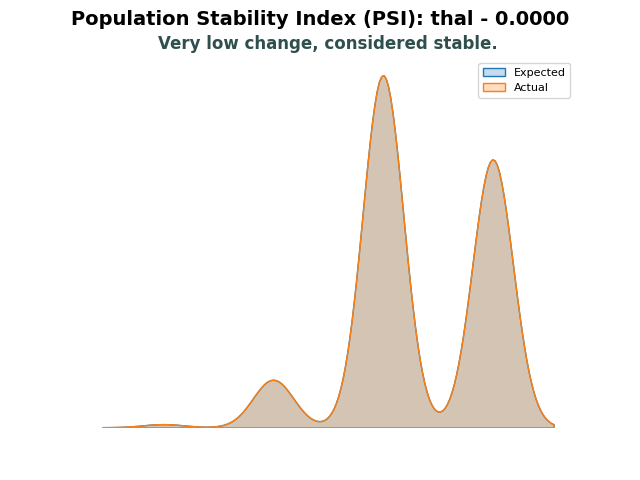 Population Stability Index (PSI): thal - 0.0000
Very low change, considered stable.
Expected
Actual